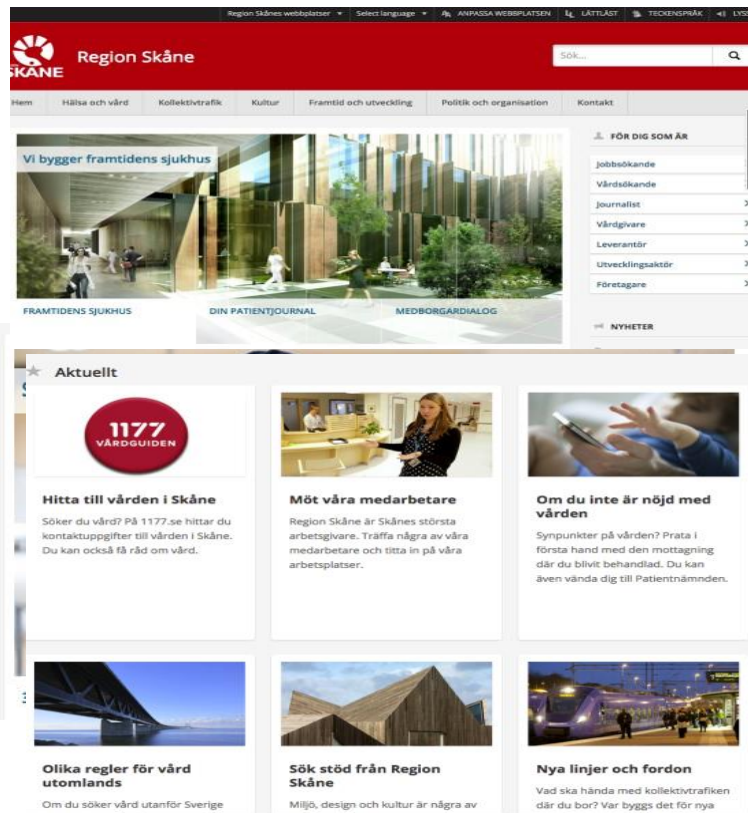 Region Skånes webbplatser
Select language
ANPASSA WEBBPLATSEN
LÄTTLÄST
TECKENSPRÅK
SKÅNE
Region Skåne
Sök...
Hem
Hälsa och vård
Kollektivtrafik
Kultur
Framtid och utveckling
Politik och organisation
Kontakt
Vi bygger framtidens sjukhus
FRAMTIDENS SJUKHUS
DIN PATIENTJOURNAL
MEDBORGARDIALOG
FÖR DIG SOM ÄR
Jobbsökande
Vårdsökande
Journalist
Vårdgivare
Leverantör
Utvecklingsaktör
Företagare
NYHETER
Aktuellt
1177
VÅRDGUIDEN
Hitta till vården i Skåne
Söker du vård? På 1177.se hittar du
kontaktuppgifter till vården i Skåne.
Du kan också få råd om vård.
Möt våra medarbetare
Region Skåne är Skånes största
arbetsgivare. Träffa några av våra
medarbetare och titta in på våra
arbetsplatser.
Om du inte är nöjd med
vården
Synpunkter på vården? Prata i
första hand med den mottagning
där du blivit behandlad. Du kan
även vända dig till Patientnämnden.
Olika regler för vård
utomlands
Om du söker vård utanför Sverige
Sök stöd från Region
Skåne
Miljö, design och kultur är några av
Nya linjer och fordon
Vad ska hända med kollektivtrafiken
där du bor? Var byggs det för nya